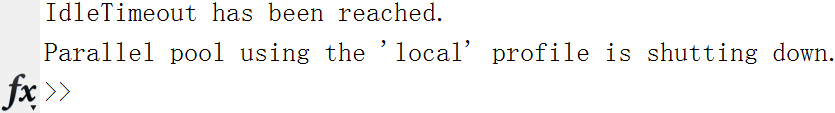 IdleTimeout has been reached.
Parallel pool using the 'local' profile is shutting down.
fx >>